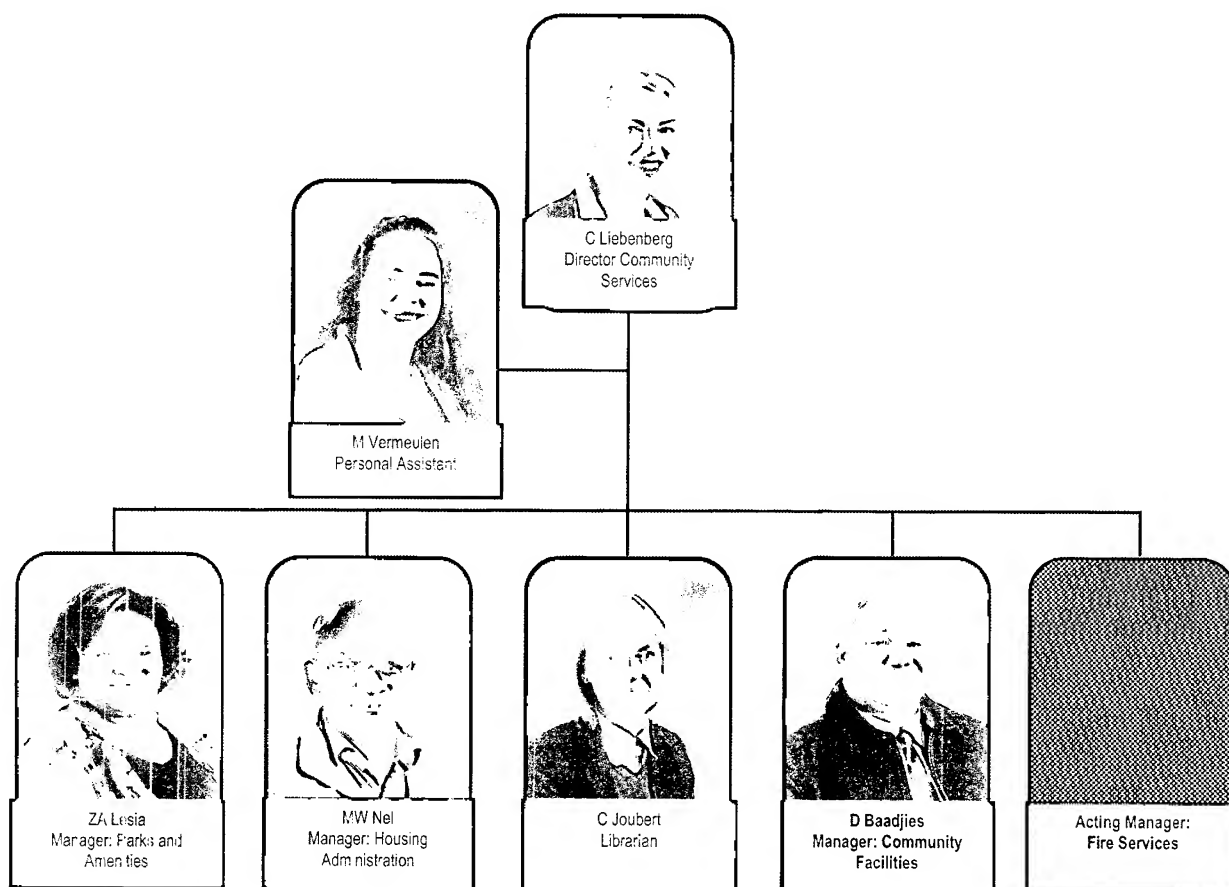 C Liebenberg
Director Community
Services
M Vermeulen
Personal Assistant
ZA Lesia
Manager: Parks and
Amenities
MW Nel
Manager: Housing
Administration
C Joubert
Librarian
D Baadjies
Manager: Community
Facilities
Acting Manager:
Fire Services